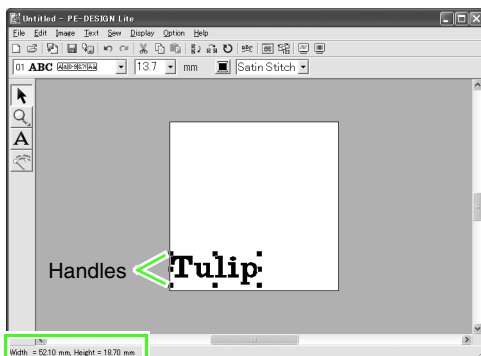 Untitled - PE-DESIGN Lite
File Edit Image Text Sew Display Option Help
01 ABC 13.7 mm Satin Stitch
A
Handles
Tulip
Width = 52.10 mm, Height = 18.70 mm